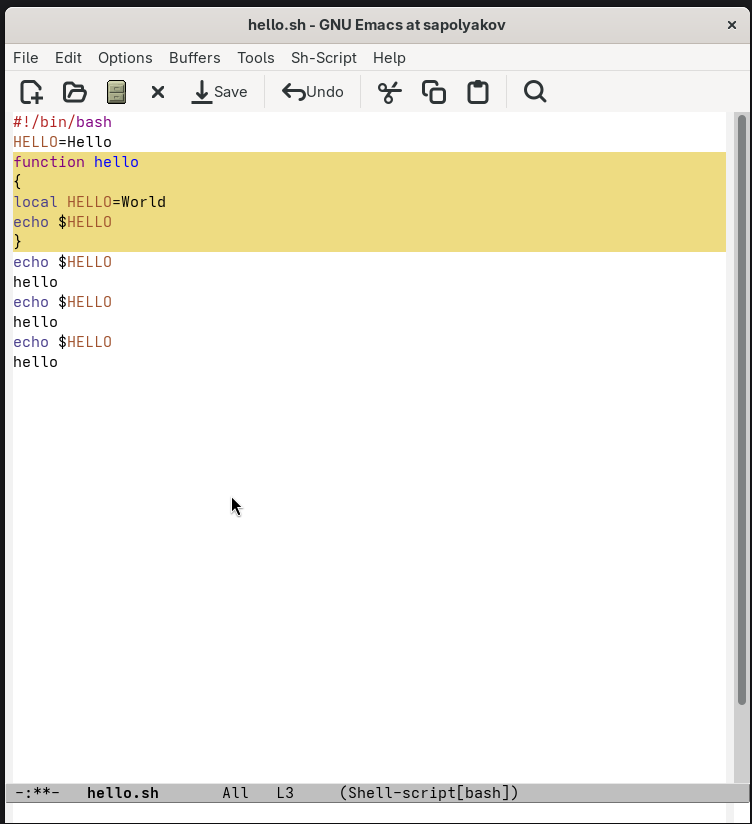 hello.sh - GNU Emacs at sapolyakov ×
File Edit Options Buffers Tools Sh-Script Help
Save Undo
#!/bin/bash
HELLO=Hello
function hello
{
local HELLO=World
echo $HELLO
}
echo $HELLO
hello
echo $HELLO
hello
echo $HELLO
hello
-:**- hello.sh All L3 (Shell-script[bash])